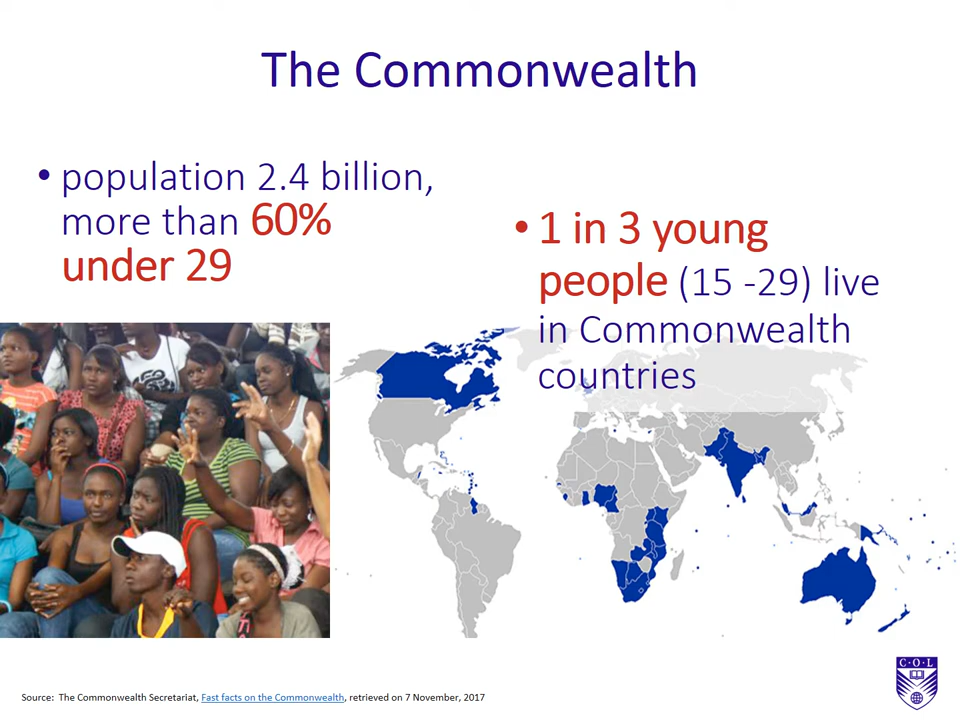 The Commonwealth
• population 2.4 billion,
more than 60%
under 29
• 1 in 3 young
people (15 -29) live
in Commonwealth
countries
Source:  The Commonwealth Secretariat, Fast facts on the Commonwealth, retrieved on 7 November, 2017
C·O·L